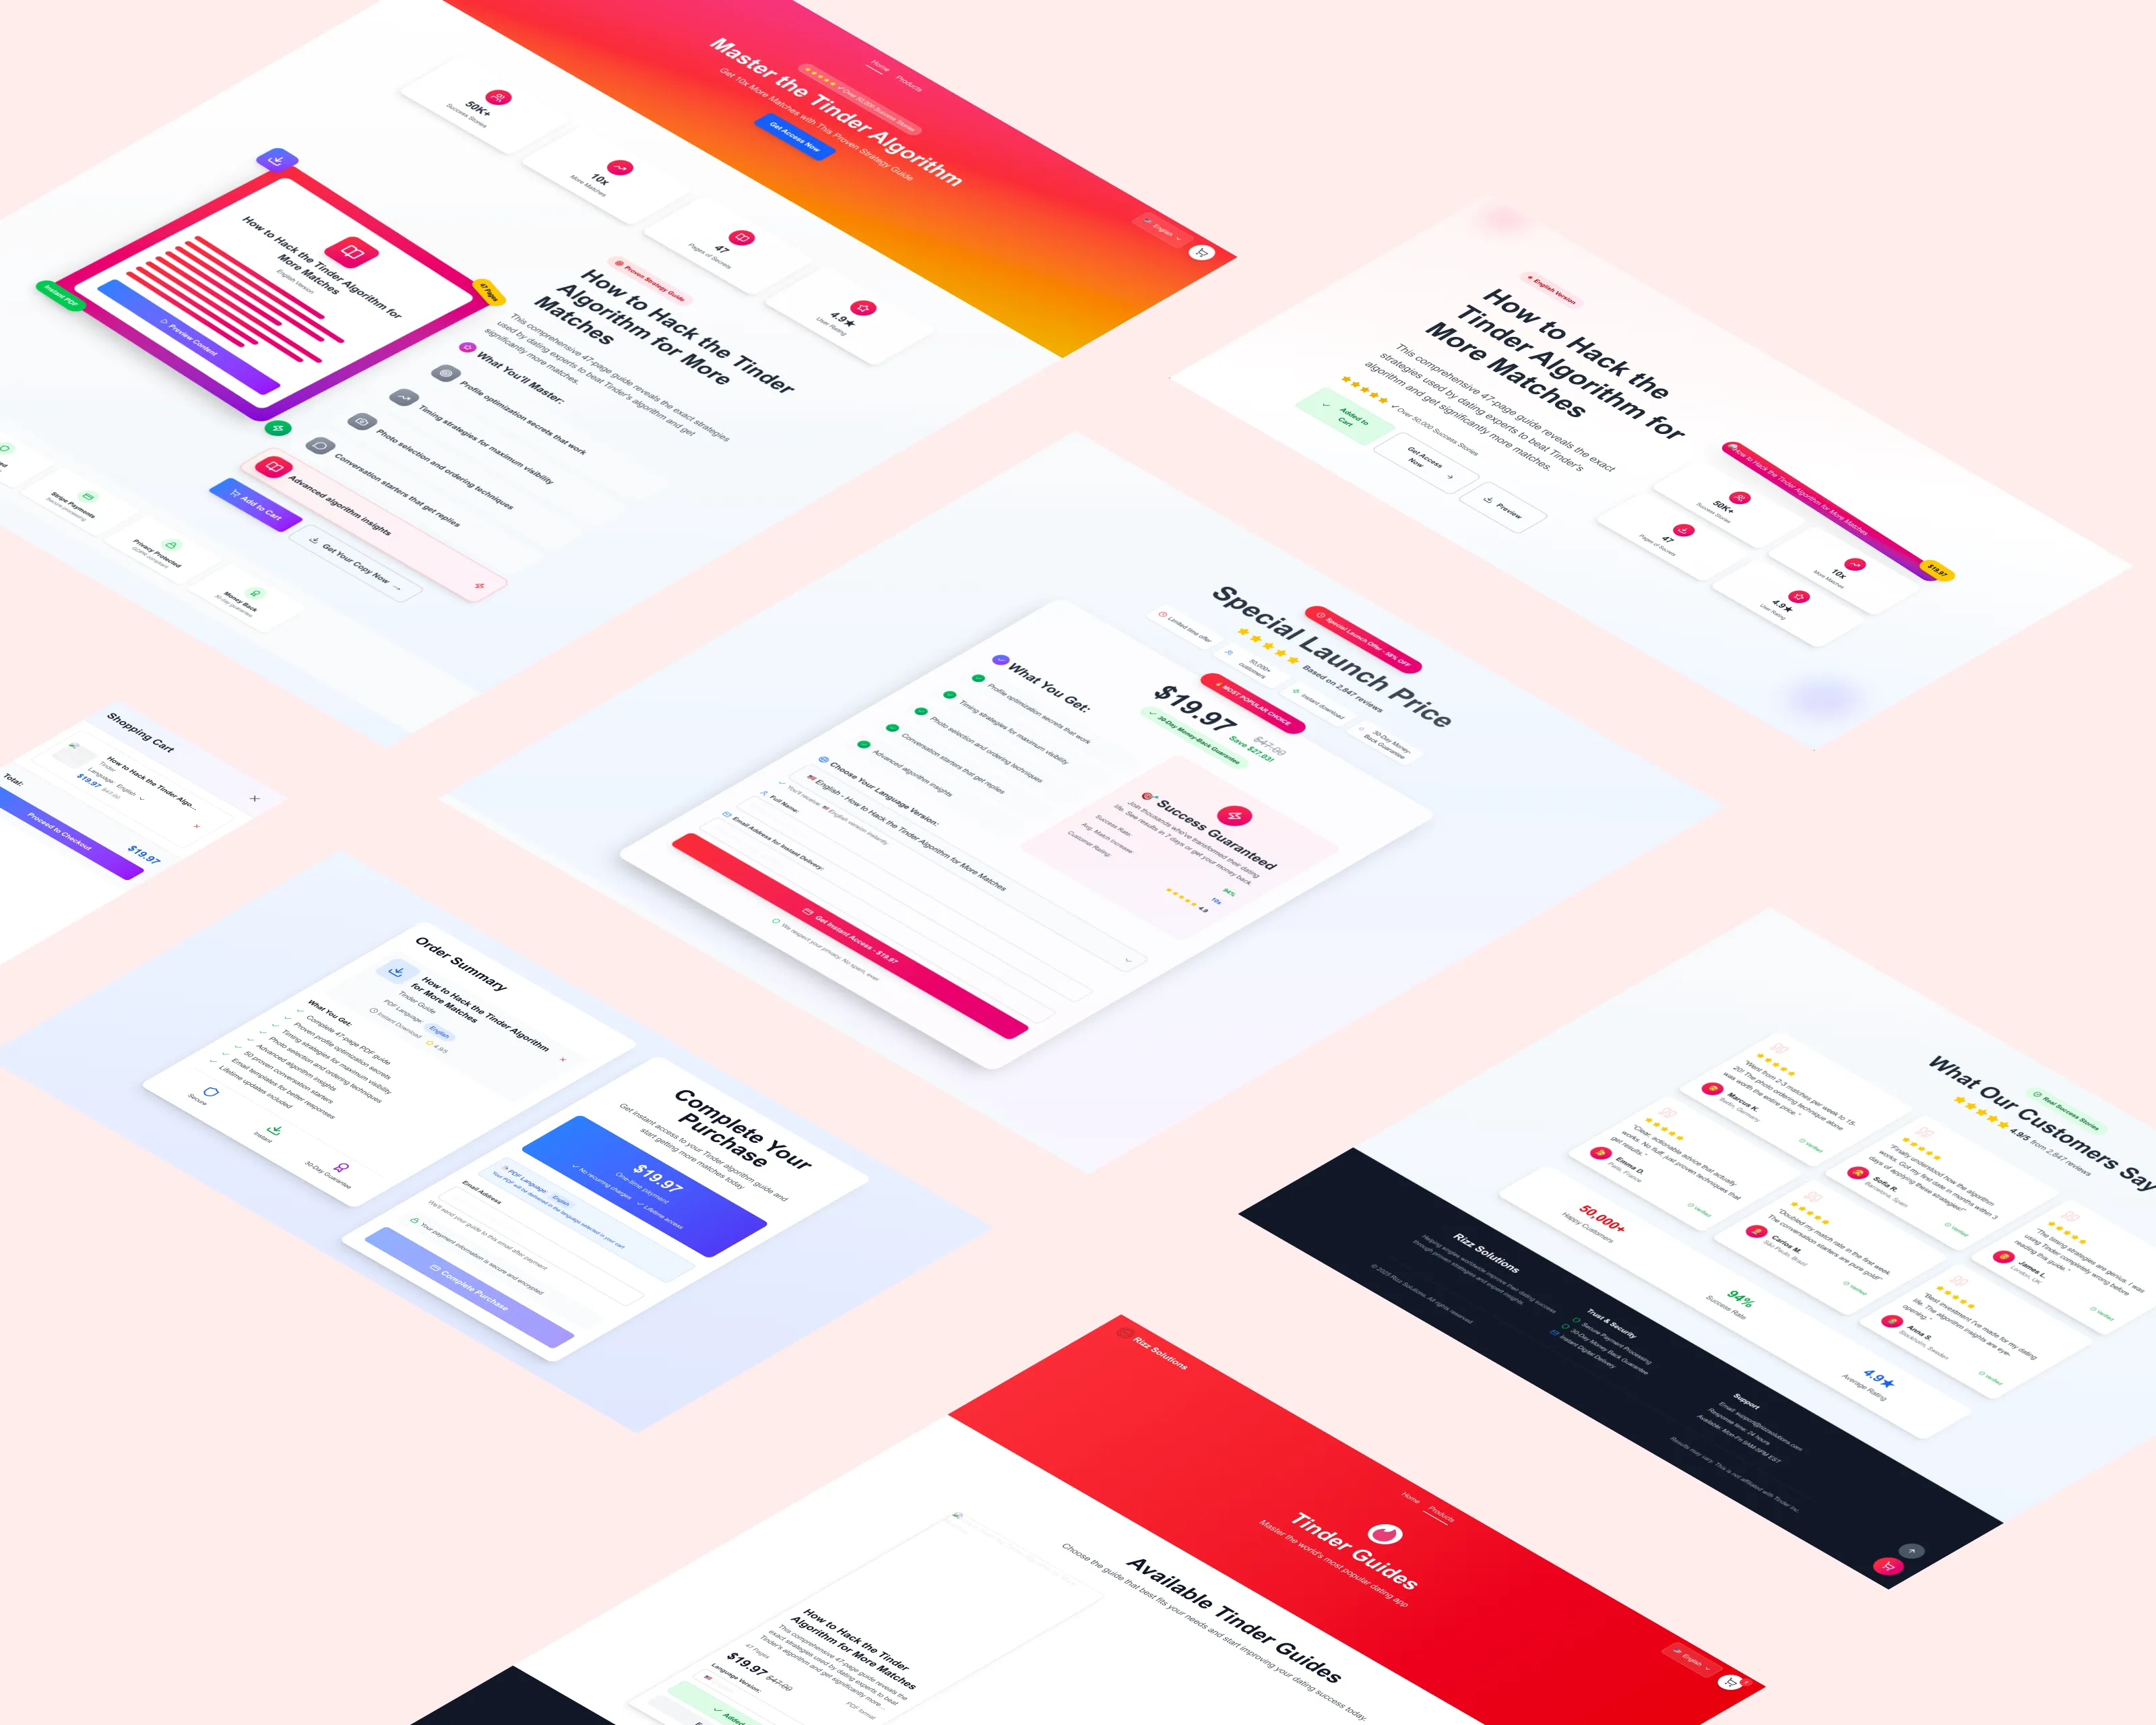 Home
Products
★★★★★ ✓ Over 50,000 Success Stories
Master the Tinder Algorithm
Get 10x More Matches with This Proven Strategy Guide
Get Access Now
English
50K+
Success Stories
10x
More Matches
47
Pages of Secrets
4.9★
User Rating
How to Hack the Tinder Algorithm for
More Matches
English Version
Preview Content
Instant PDF
47 Pages
Proven Strategy Guide
How to Hack the Tinder
Algorithm for More
Matches
This comprehensive 47-page guide reveals the exact strategies
used by dating experts to beat Tinder's algorithm and get
significantly more matches.
What You'll Master:
Profile optimization secrets that work
Timing strategies for maximum visibility
Photo selection and ordering techniques
Conversation starters that get replies
Advanced algorithm insights
Add to Cart
Get Your Copy Now →
Stripe Payments
Secure processing
Privacy Protected
GDPR compliant
Money Back
30-day guarantee
English Version
How to Hack the
Tinder Algorithm for
More Matches
This comprehensive 47-page guide reveals the exact
strategies used by dating experts to beat Tinder's
algorithm and get significantly more matches.
★★★★★ ✓ Over 50,000 Success Stories
Added to
Cart
Get Access
Now
Preview
How to Hack the Tinder Algorithm for More Matches
$19.97
50K+
Success Stories
10x
More Matches
47
Pages of Secrets
4.9★
User Rating
Special Launch Offer - 58% OFF
Special Launch Price
★★★★★ Based on 2,847 reviews
Limited time offer
50,000+
customers
Instant download
30-Day Money-
Back Guarantee
MOST POPULAR CHOICE
$19.97 $47.00
Save $27.03!
30-Day Money-Back Guarantee
What You Get:
Profile optimization secrets that work
Timing strategies for maximum visibility
Photo selection and ordering techniques
Conversation starters that get replies
Advanced algorithm insights
Success Guaranteed
Join thousands who've transformed their dating
life. See results in 7 days or get your money back.
Success Rate:
94%
Avg. Match Increase:
10x
Customer Rating:
★★★★★ 4.9
Choose Your Language Version:
English - How to Hack the Tinder Algorithm for More Matches
You'll receive: English version instantly
Full Name:
Email Address for Instant Delivery:
Get Instant Access - $19.97
We respect your privacy. No spam, ever.
Shopping Cart
How to Hack the Tinder Algo...
Tinder
Language: English
$19.97 $47.00
Total:
$19.97
Proceed to Checkout
Order Summary
How to Hack the Tinder Algorithm
for More Matches
Tinder Guide
PDF Language: English
Instant Download 4.9/5
What You Get:
Complete 47-page PDF guide
Proven profile optimization secrets
Timing strategies for maximum visibility
Photo selection and ordering techniques
Advanced algorithm insights
50 proven conversation starters
Email templates for better responses
Lifetime updates included
Secure
Instant
30-Day Guarantee
Complete Your
Purchase
Get instant access to your Tinder algorithm guide and
start getting more matches today
$19.97
One-time payment
✓ No recurring charges ✓ Lifetime access
PDF Language: English
Your PDF will be delivered in the language selected in your cart
Email Address
We'll send your guide to this email after payment
Your payment information is secure and encrypted
Complete Purchase
Real Success Stories
What Our Customers Say
★★★★★ 4.9/5 from 2,847 reviews
"Went from 2-3 matches per week to 15-
20! The photo ordering technique alone
was worth the entire price."
Marcus K.
Berlin, Germany
Verified
"Finally understood how the algorithm
works. Got my first date in months within 3
days of applying these strategies!"
Sofia R.
Barcelona, Spain
Verified
"The timing strategies are genius. I was
using Tinder completely wrong before
reading this guide."
James L.
London, UK
Verified
"Clear, actionable advice that actually
works. No fluff, just proven techniques that
get results."
Emma D.
Paris, France
Verified
"Doubled my match rate in the first week.
The conversation starters are pure gold!"
Carlos M.
São Paulo, Brazil
Verified
"Best investment I've made for my dating
life. The algorithm insights are eye-
opening."
Anna S.
Stockholm, Sweden
Verified
50,000+
Happy Customers
94%
Success Rate
4.9★
Average Rating
Rizz Solutions
Helping singles worldwide improve their dating success
through proven strategies and expert insights.
Trust & Security
Secure Payment Processing
30-Day Money Back Guarantee
Instant Digital Delivery
Support
Email: support@rizzsolutions.com
Response time: 24 hours
Available: Mon-Fri 9AM-5PM EST
© 2025 Rizz Solutions. All rights reserved.
Results may vary. This is not affiliated with Tinder Inc.
Rizz Solutions
Home
Products
English
Tinder Guides
Master the world's most popular dating app
Available Tinder Guides
Choose the guide that best fits your needs and start improving your dating success today.
How to Hack the Tinder
Algorithm for More Matches
This comprehensive 47-page guide reveals the
exact strategies used by dating experts to beat
Tinder's algorithm and get significantly more...
47 Pages
PDF format
$19.97 $47.00
Language Version:
Added